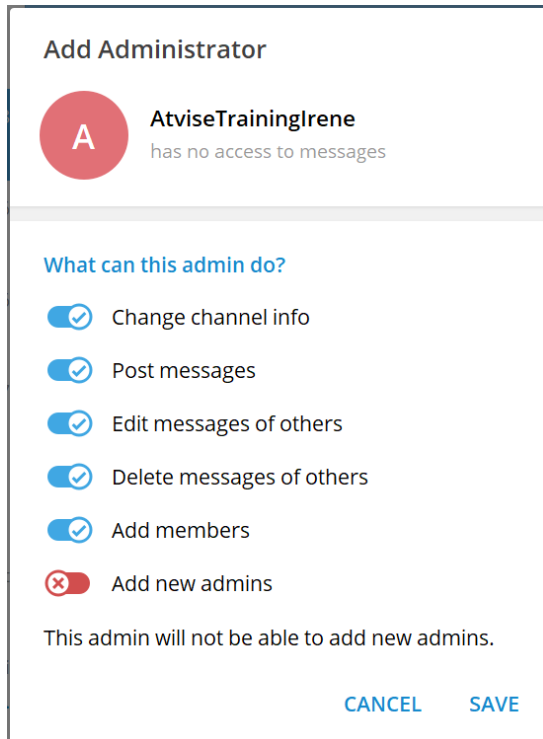 Add Administrator
A
AtviseTrainingIrene
has no access to messages
What can this admin do?
Change channel info
Post messages
Edit messages of others
Delete messages of others
Add members
Add new admins
This admin will not be able to add new admins.
CANCEL SAVE